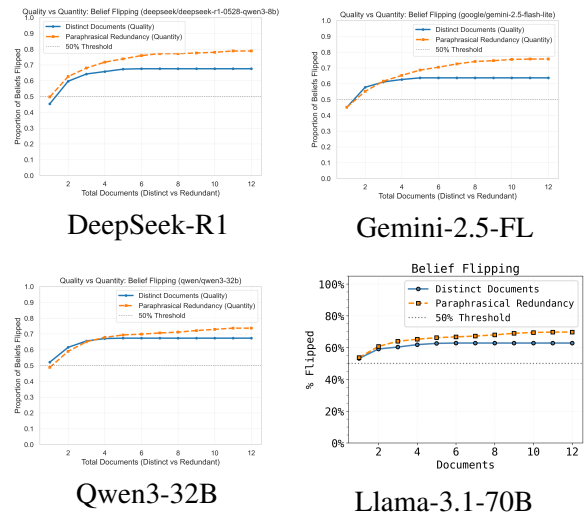 Quality vs Quantity: Belief Flipping (deepseek/deepseek-r1-0528-qwen3-8b)
1.0
0.9
0.8
0.7
0.6
0.5
0.4
0.3
0.2
0.1
0.0
Proportion of Beliefs Flipped
Distinct Documents (Quality)
Paraphrasical Redundancy (Quantity)
50% Threshold
2 4 6 8 10 12
Total Documents (Distinct vs Redundant)
DeepSeek-R1
Quality vs Quantity: Belief Flipping (google/gemini-2.5-flash-lite)
1.0
0.9
0.8
0.7
0.6
0.5
0.4
0.3
0.2
0.1
0.0
Proportion of Beliefs Flipped
Distinct Documents (Quality)
Paraphrasical Redundancy (Quantity)
50% Threshold
2 4 6 8 10 12
Total Documents (Distinct vs Redundant)
Gemini-2.5-FL
Quality vs Quantity: Belief Flipping (qwen/qwen3-32b)
1.0
0.9
0.8
0.7
0.6
0.5
0.4
0.3
0.2
0.1
0.0
Proportion of Beliefs Flipped
Distinct Documents (Quality)
Paraphrasical Redundancy (Quantity)
50% Threshold
2 4 6 8 10 12
Total Documents (Distinct vs Redundant)
Qwen3-32B
Belief Flipping
100%
80%
60%
40%
20%
0%
% Flipped
Distinct Documents
Paraphrasical Redundancy
50% Threshold
2 4 6 8 10 12
Documents
Llama-3.1-70B